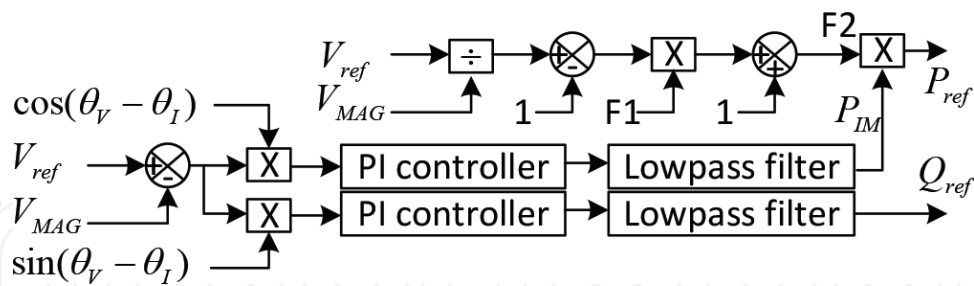 F2
V_ref ÷ + - X + + X
V_MAG P_ref
1 F1 1 P_IM
cos(θ_V − θ_I)
V_ref + - X PI controller Lowpass filter
Q_ref
V_MAG X PI controller Lowpass filter
sin(θ_V − θ_I)